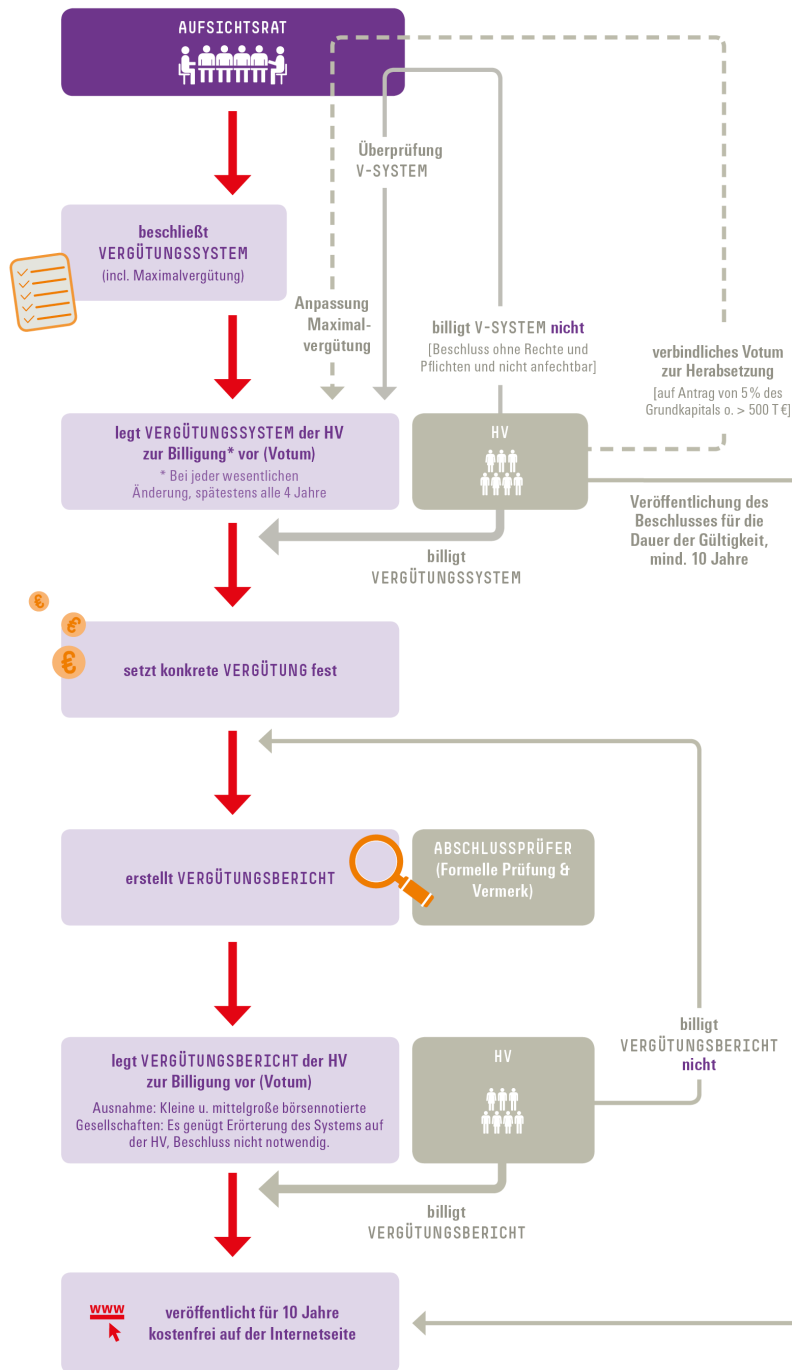 AUFSICHTSRAT
Überprüfung
V-SYSTEM
beschließt
VERGÜTUNGSSYSTEM
(incl. Maximalvergütung)
Anpassung
Maximal-
vergütung
billigt V-SYSTEM nicht
[Beschluss ohne Rechte und
Pflichten und nicht anfechtbar]
verbindliches Votum
zur Herabsetzung
[auf Antrag von 5% des
Grundkapitals o. > 500 T€]
legt VERGÜTUNGSSYSTEM der HV
zur Billigung* vor (Votum)
* Bei jeder wesentlichen
Änderung, spätestens alle 4 Jahre
HV
Veröffentlichung des
Beschlusses für die
Dauer der Gültigkeit,
mind. 10 Jahre
billigt
VERGÜTUNGSSYSTEM
€
€
€
setzt konkrete VERGÜTUNG fest
erstellt VERGÜTUNGSBERICHT
ABSCHLUSSPRÜFER
(Formelle Prüfung &
Vermerk)
billigt
VERGÜTUNGSBERICHT
nicht
legt VERGÜTUNGSBERICHT der HV
zur Billigung vor (Votum)
Ausnahme: Kleine u. mittelgroße börsennotierte
Gesellschaften: Es genügt Erörterung des Systems auf
der HV, Beschluss nicht notwendig.
HV
billigt
VERGÜTUNGSBERICHT
www
veröffentlicht für 10 Jahre
kostenfrei auf der Internetseite